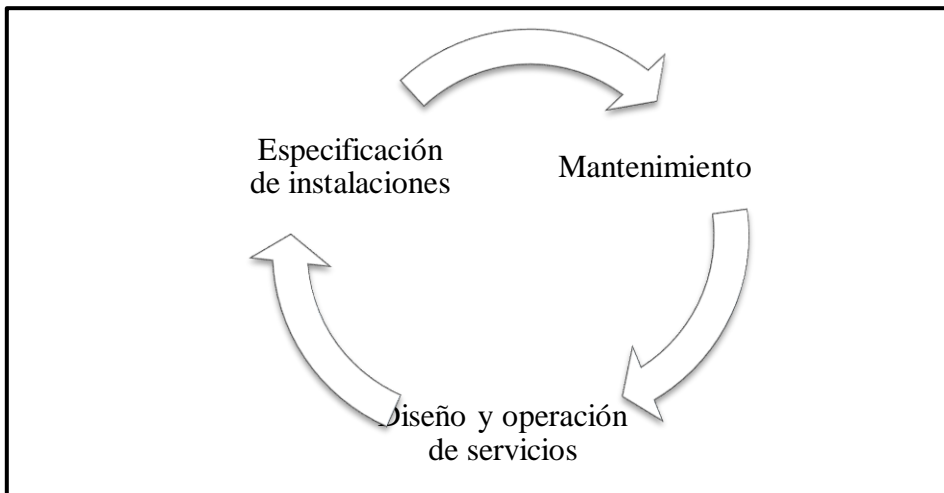 Especificación
de instalaciones
Mantenimiento
Diseño y operación
de servicios